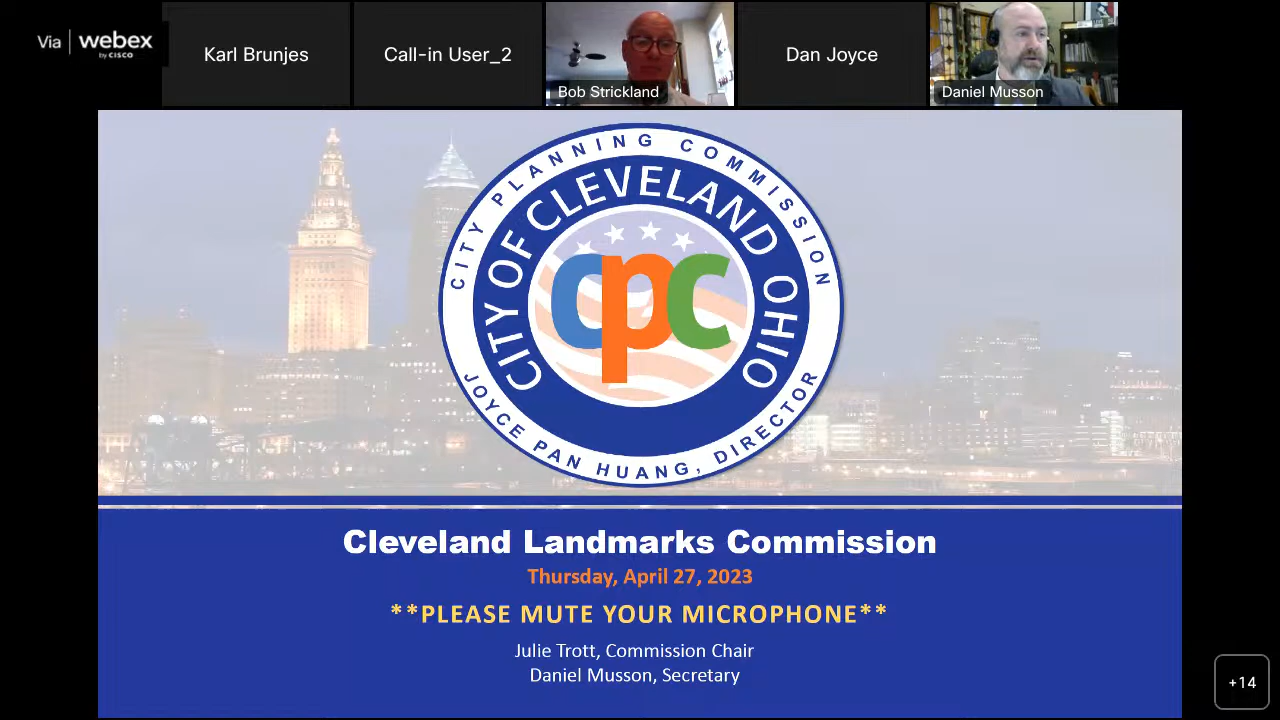 Via webex
by CISCO
Karl Brunjes
Call-in User_2
Bob Strickland
Dan Joyce
Daniel Musson
CITY PLANNING COMMISSION
CITY OF CLEVELAND OHIO
cpc
JOYCE PAN HUANG, DIRECTOR
Cleveland Landmarks Commission
Thursday, April 27, 2023
**PLEASE MUTE YOUR MICROPHONE**
Julie Trott, Commission Chair
Daniel Musson, Secretary
+14